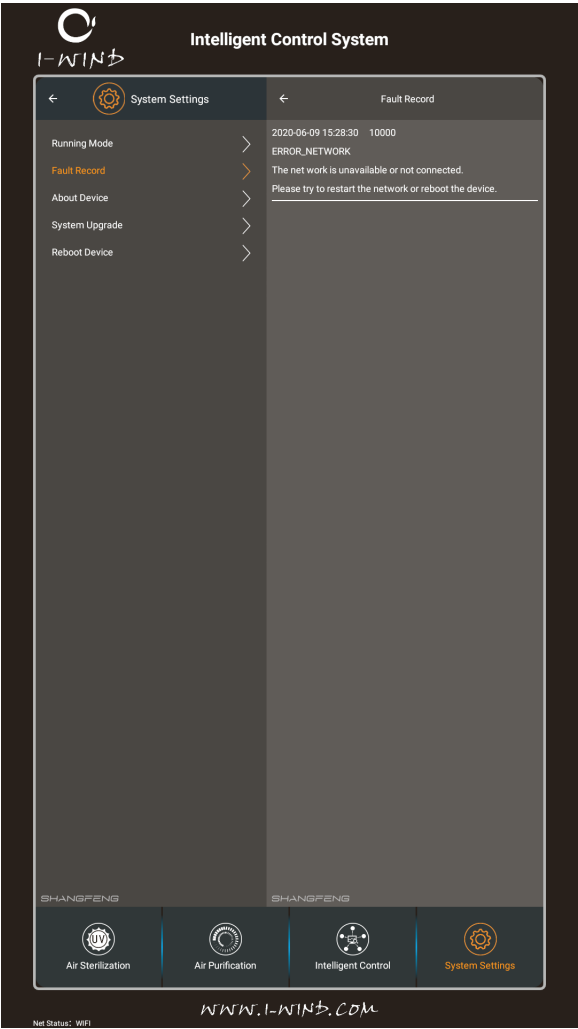 I-WIND
Intelligent Control System
System Settings
Running Mode
Fault Record
About Device
System Upgrade
Reboot Device
SHANGFENG
Fault Record
2020-06-09 15:28:30 10000
ERROR_NETWORK
The net work is unavailable or not connected.
Please try to restart the network or reboot the device.
SHANGFENG
UV
Air Sterilization
Air Purification
Intelligent Control
System Settings
WWW.I-WIND.COM
Net Status: WIFI